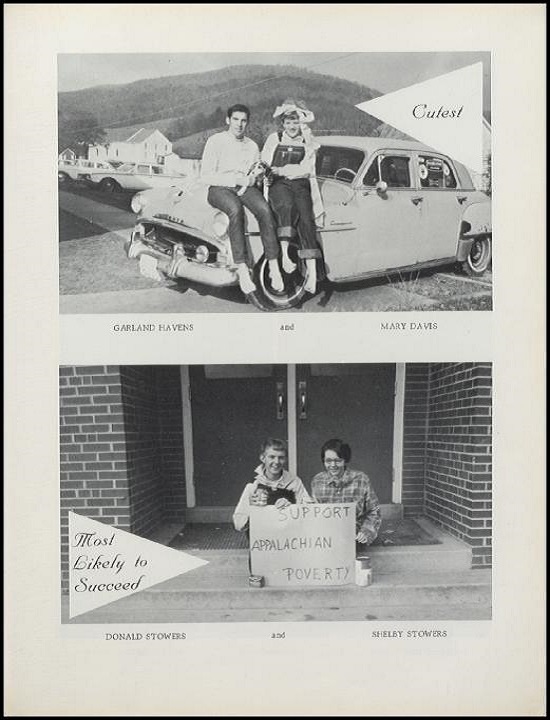 Cutest
GARLAND HAVENS and MARY DAVIS
SUPPORT
APPALACHIAN
POVERTY
Most
Likely to
Succeed
DONALD STOWERS and SHELBY STOWERS